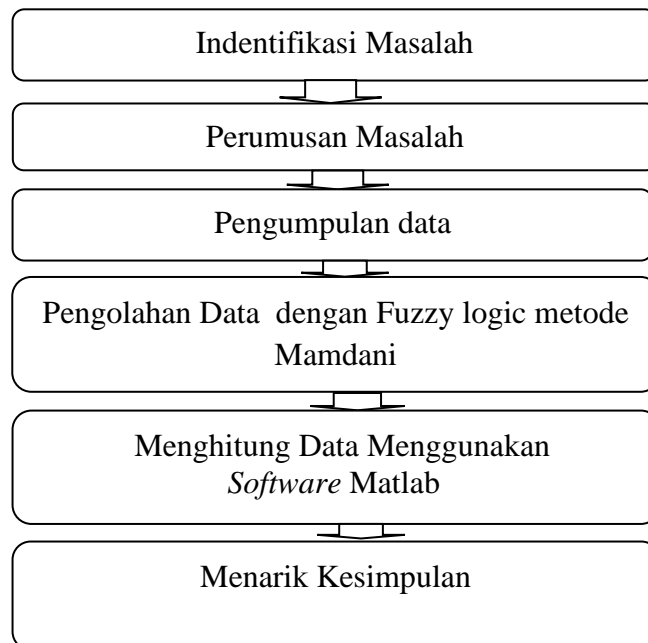 Indentifikasi Masalah
Perumusan Masalah
Pengumpulan data
Pengolahan Data  dengan Fuzzy logic metode
Mamdani
Menghitung Data Menggunakan
Software Matlab
Menarik Kesimpulan